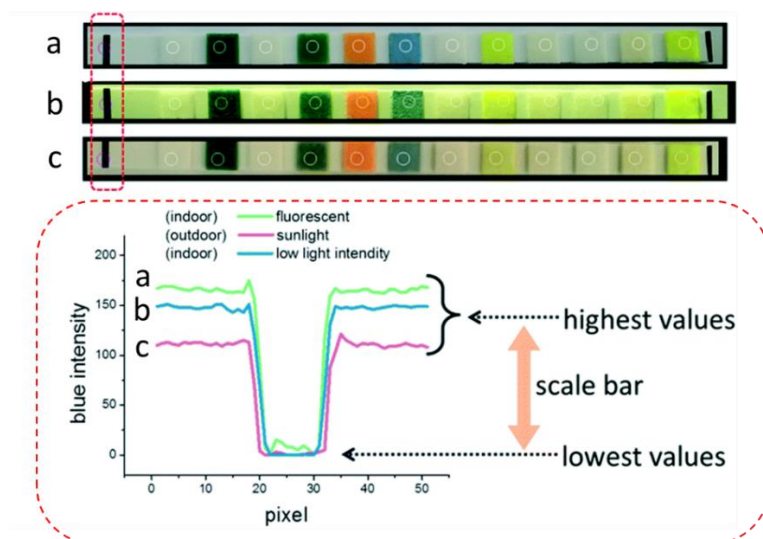 a
b
c
(indoor) fluorescent
(outdoor) sunlight
(indoor) low light intendity
200
150
100
50
0
a
b
c
blue intensity
highest values
scale bar
lowest values
0 10 20 30 40 50
pixel